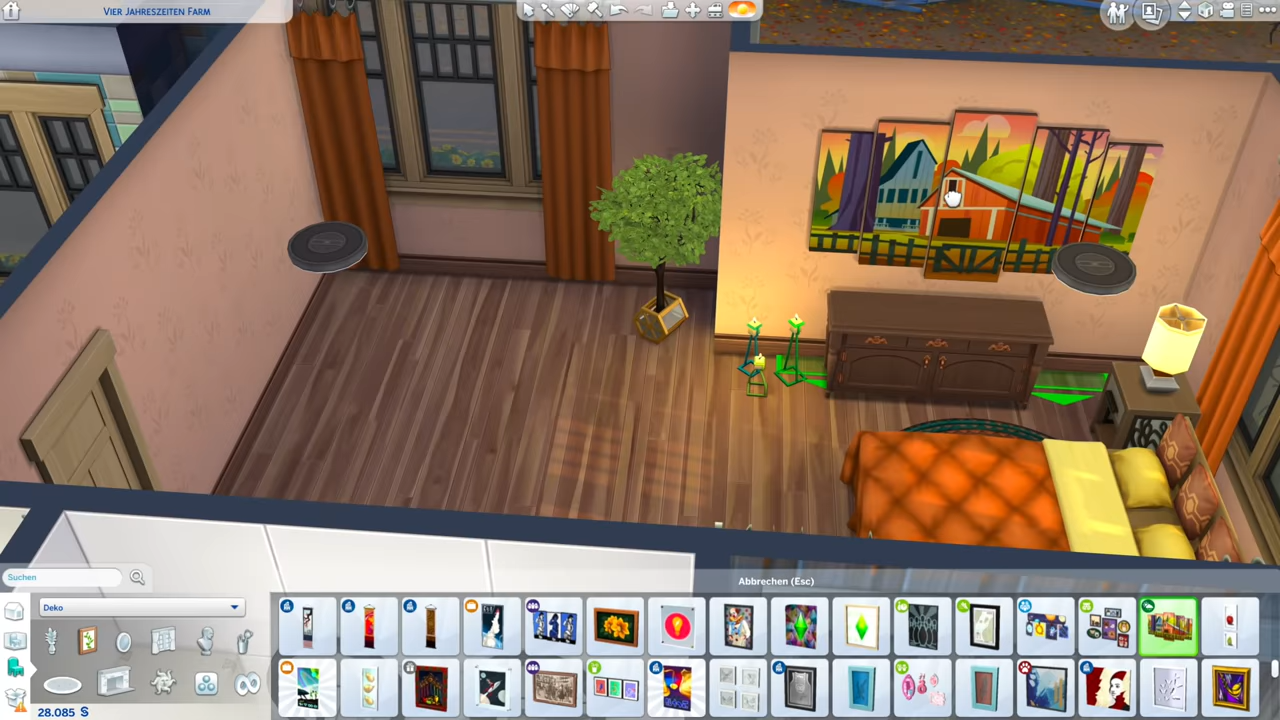 Vier Jahreszeiten Farm
Abbrechen (Esc)
Suchen
Deko
28.085 $